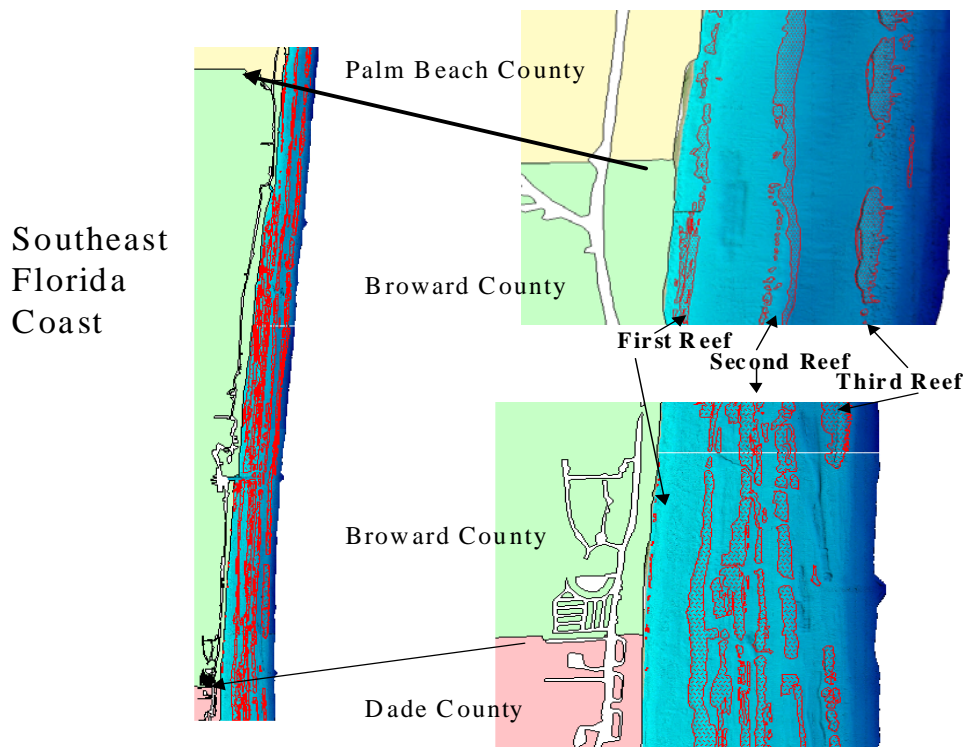 Palm Beach County
Southeast
Florida
Coast
Broward County
First Reef
Second Reef
Third Reef
Broward County
Dade County